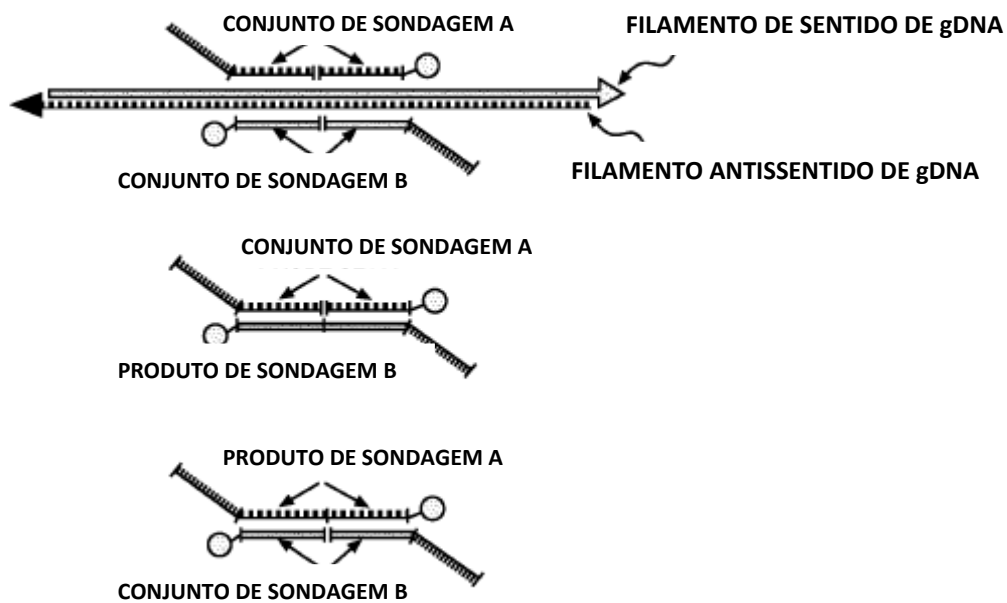 CONJUNTO DE SONDAGEM A
FILAMENTO DE SENTIDO DE gDNA
CONJUNTO DE SONDAGEM B
FILAMENTO ANTISSENTIDO DE gDNA
CONJUNTO DE SONDAGEM A
PRODUTO DE SONDAGEM B
PRODUTO DE SONDAGEM A
CONJUNTO DE SONDAGEM B